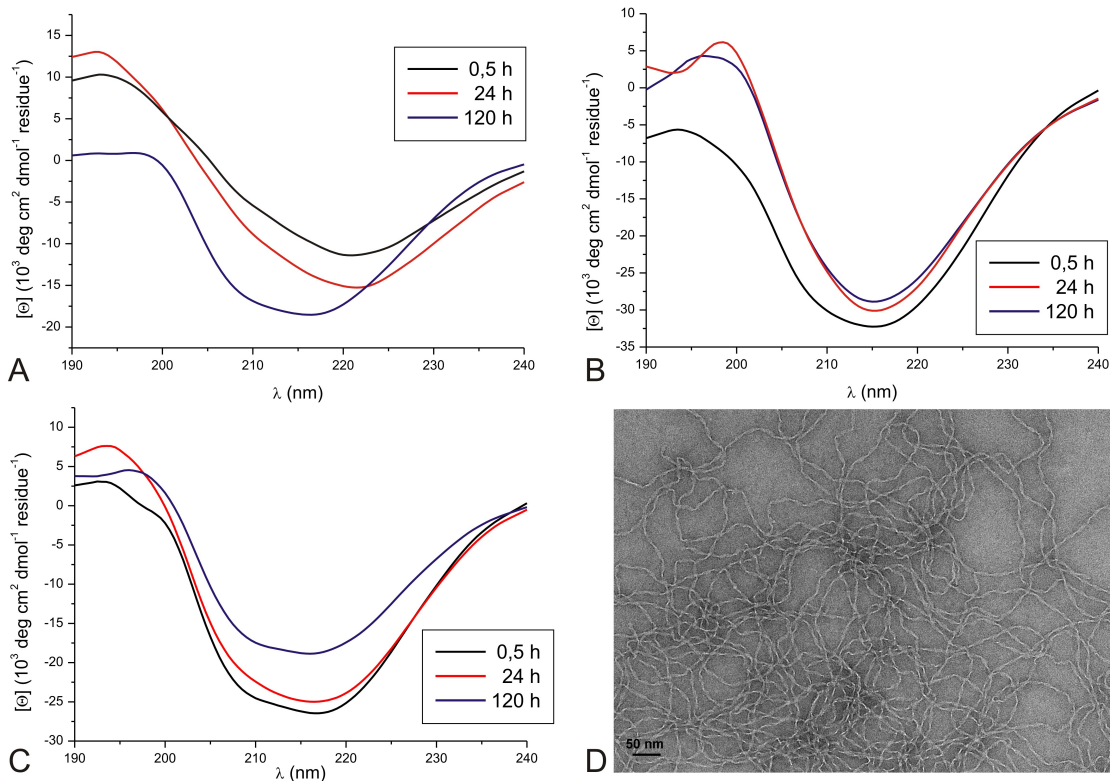 10
5
0
-5
-10
-15
-20
190
200
210
220
230
240
[Θ] (10³ deg cm² dmol⁻¹ residue⁻¹)
λ (nm)
0,5 h
24 h
120 h
A
10
5
0
-5
-10
-15
-20
-25
-30
-35
190
200
210
220
230
240
[Θ] (10³ deg cm² dmol⁻¹ residue⁻¹)
λ (nm)
0,5 h
24 h
120 h
B
10
5
0
-5
-10
-15
-20
-25
-30
190
200
210
220
230
240
[Θ] (10³ deg cm² dmol⁻¹ residue⁻¹)
λ (nm)
0,5 h
24 h
120 h
C
50 nm
D